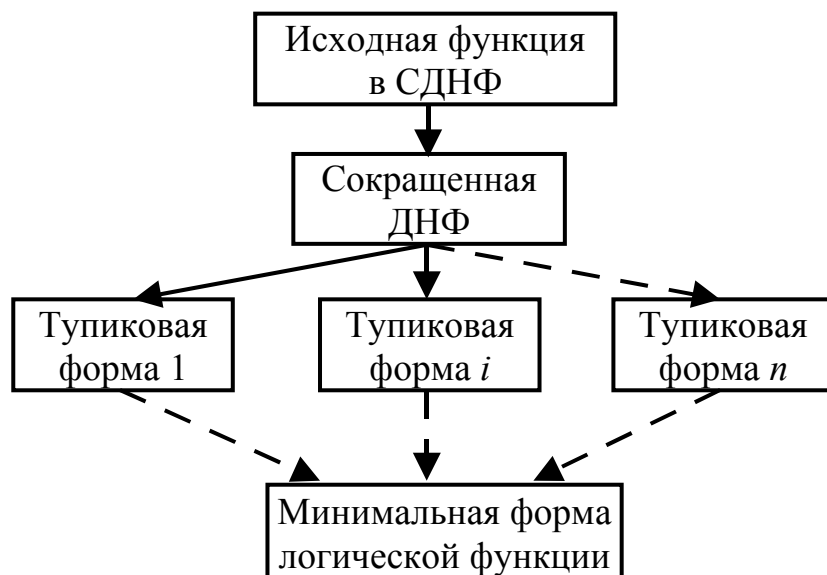 Исходная функция
в СДНФ
Сокращенная
ДНФ
Тупиковая
форма 1
Тупиковая
форма i
Тупиковая
форма n
Минимальная форма
логической функции